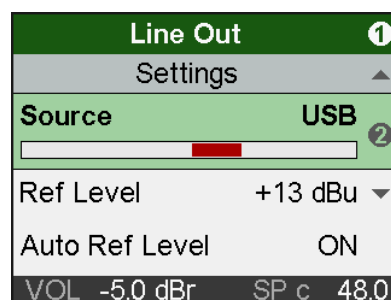 Line Out 1
Settings
Source USB
2
Ref Level +13 dBu
Auto Ref Level ON
VOL -5.0 dBr SP c 48.0